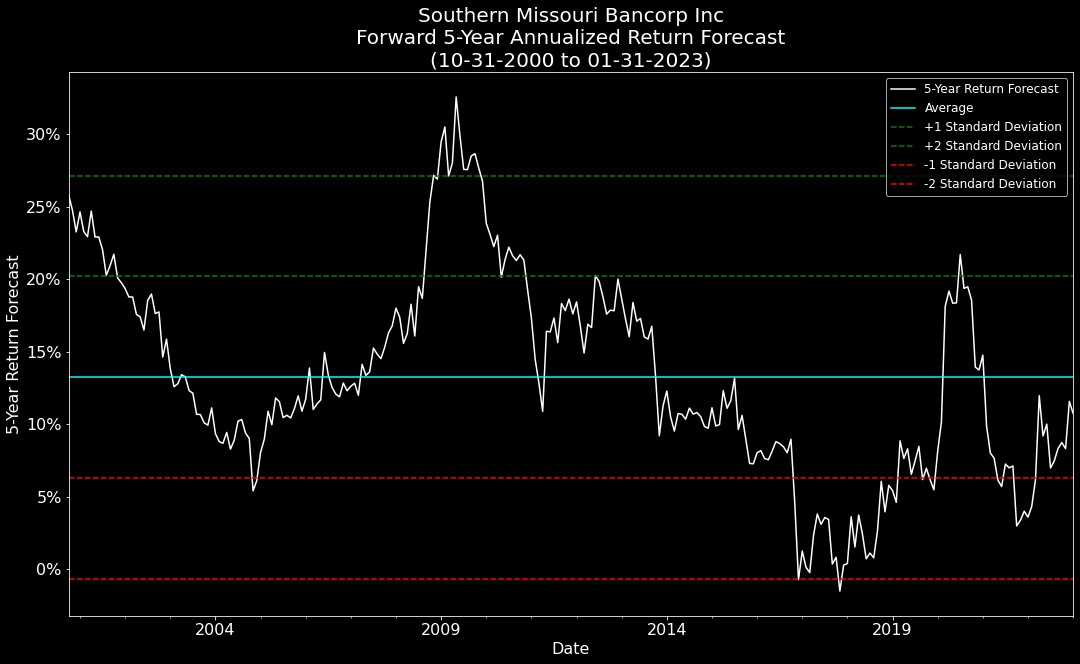 Southern Missouri Bancorp Inc
Forward 5-Year Annualized Return Forecast
(10-31-2000 to 01-31-2023)
5-Year Return Forecast
Average
+1 Standard Deviation
+2 Standard Deviation
-1 Standard Deviation
-2 Standard Deviation
5-Year Return Forecast
30%
25%
20%
15%
10%
5%
0%
2004
2009
2014
2019
Date